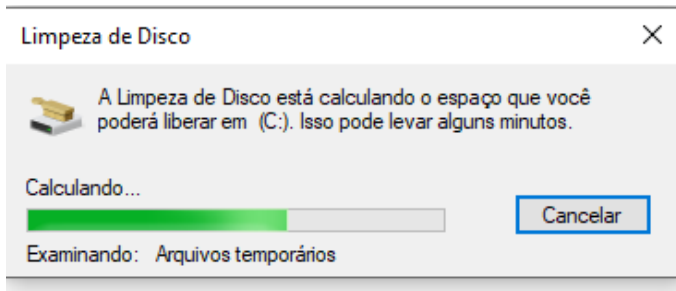 Limpeza de Disco
A Limpeza de Disco está calculando o espaço que você
poderá liberar em (C:). Isso pode levar alguns minutos.
Calculando...
Cancelar
Examinando: Arquivos temporários